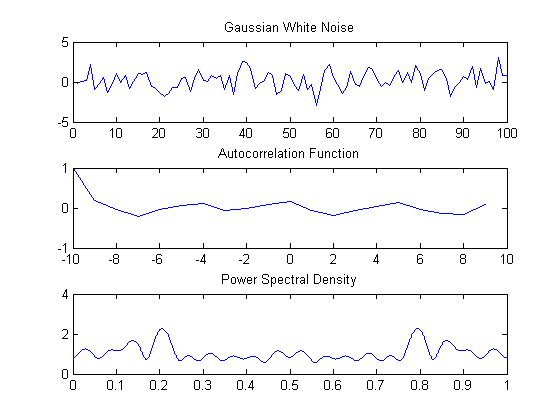 Gaussian White Noise
5
0
-5
0 10 20 30 40 50 60 70 80 90 100
Autocorrelation Function
1
0
-1
-10 -8 -6 -4 -2 0 2 4 6 8 10
Power Spectral Density
4
2
0
0 0.1 0.2 0.3 0.4 0.5 0.6 0.7 0.8 0.9 1